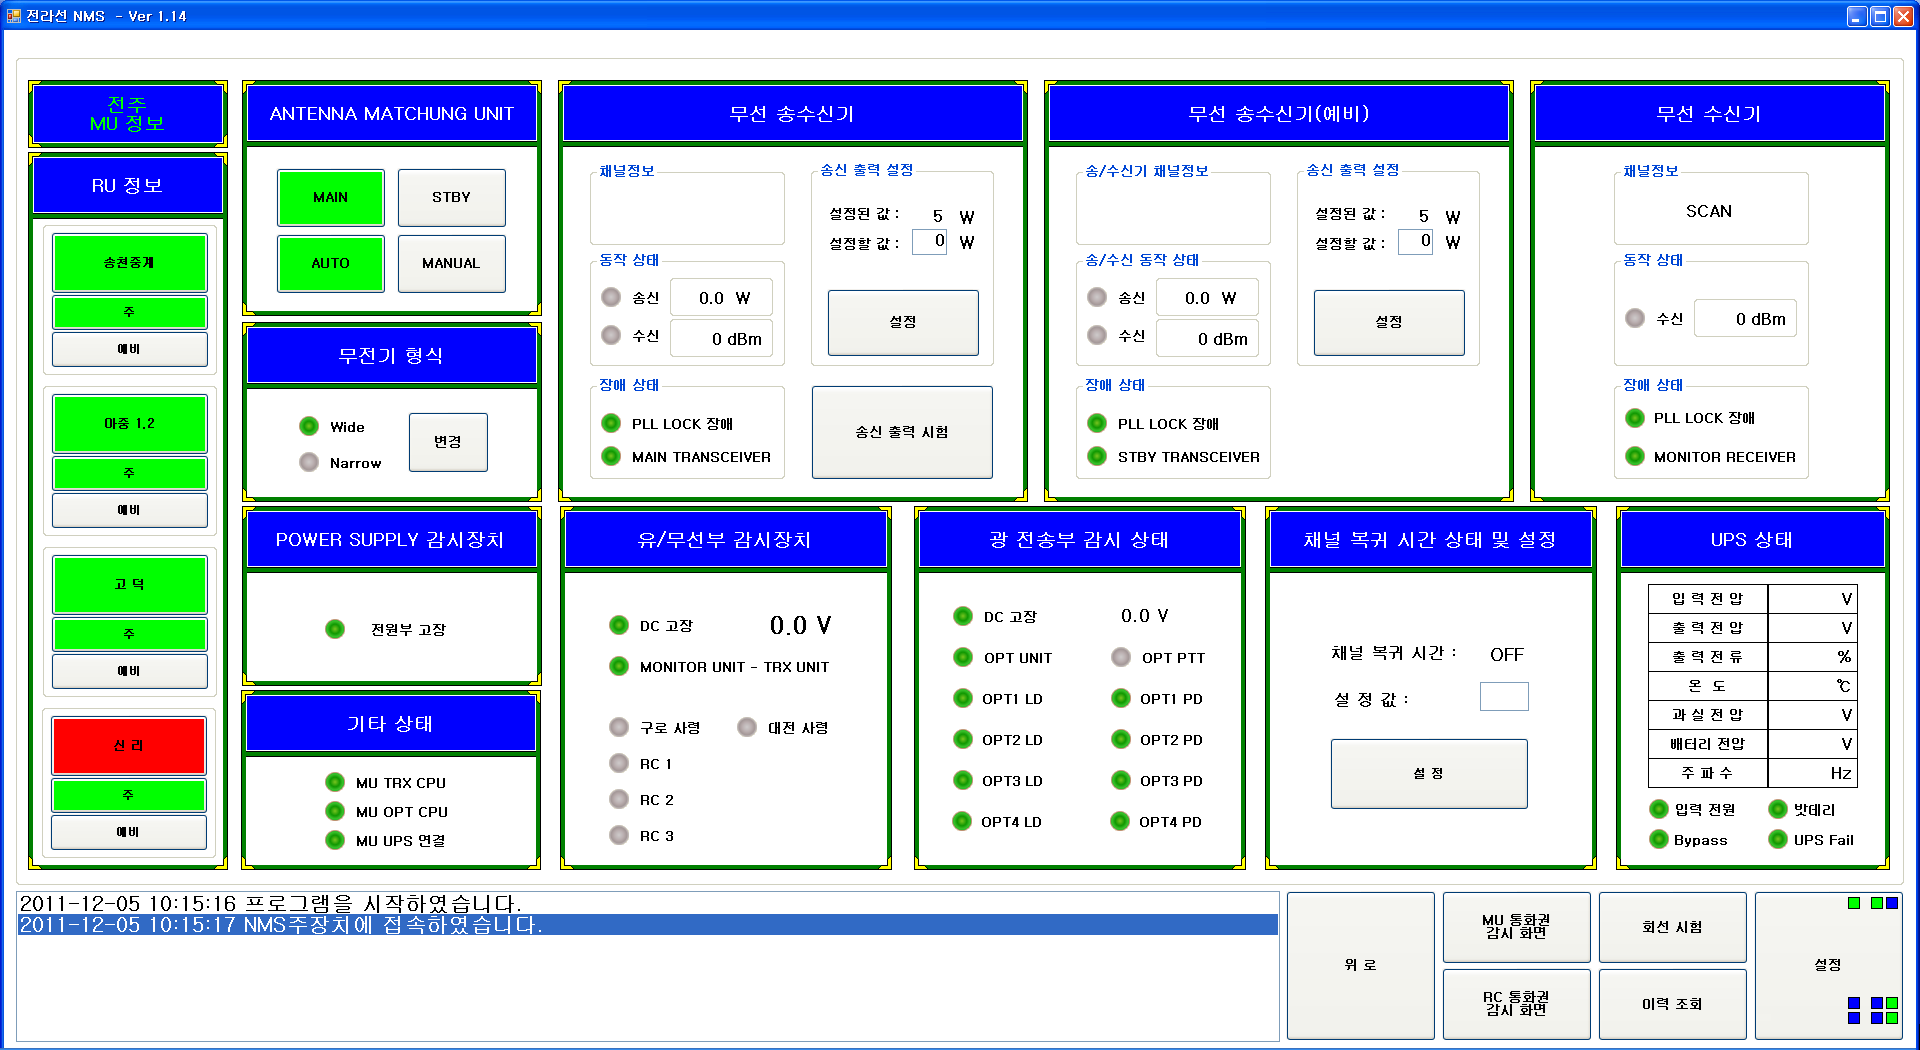 전라선 NMS - Ver 1.14
전주
MU 정보
RU 정보
송천중계
주
예비
아중 1,2
주
예비
고 덕
주
예비
신 리
주
예비
ANTENNA MATCHUNG UNIT
MAIN
STBY
AUTO
MANUAL
무전기 형식
Wide
Narrow
변경
POWER SUPPLY 감시장치
전원부 고장
기타 상태
MU TRX CPU
MU OPT CPU
MU UPS 연결
무선 송수신기
채널정보
동작 상태
송신 0.0 W
수신 0 dBm
장애 상태
PLL LOCK 장애
MAIN TRANSCEIVER
송신 출력 설정
설정된 값 : 5 W
설정할 값 : 0 W
설정
송신 출력 시험
무선 송수신기(예비)
송/수신기 채널정보
송/수신 동작 상태
송신 0.0 W
수신 0 dBm
장애 상태
PLL LOCK 장애
STBY TRANSCEIVER
송신 출력 설정
설정된 값 : 5 W
설정할 값 : 0 W
설정
무선 수신기
채널정보
SCAN
동작 상태
수신 0 dBm
장애 상태
PLL LOCK 장애
MONITOR RECEIVER
유/무선부 감시장치
DC 고장 0.0 V
MONITOR UNIT - TRX UNIT
구로 사령 대전 사령
RC 1
RC 2
RC 3
광 전송부 감시 상태
DC 고장 0.0 V
OPT UNIT OPT PTT
OPT1 LD OPT1 PD
OPT2 LD OPT2 PD
OPT3 LD OPT3 PD
OPT4 LD OPT4 PD
채널 복귀 시간 상태 및 설정
채널 복귀 시간 : OFF
설 정 값 :
설 정
UPS 상태
입 력 전 압 V
출 력 전 압 V
출 력 전 류 %
온 도 ℃
과 실 전 압 V
배터리 전압 V
주 파 수 Hz
입력 전원 밧데리
Bypass UPS Fail
2011-12-05 10:15:16 프로그램을 시작하였습니다.
2011-12-05 10:15:17 NMS주장치에 접속하였습니다.
위 로
MU 통화권
감시 화면
RC 통화권
감시 화면
회선 시험
이력 조회
설정